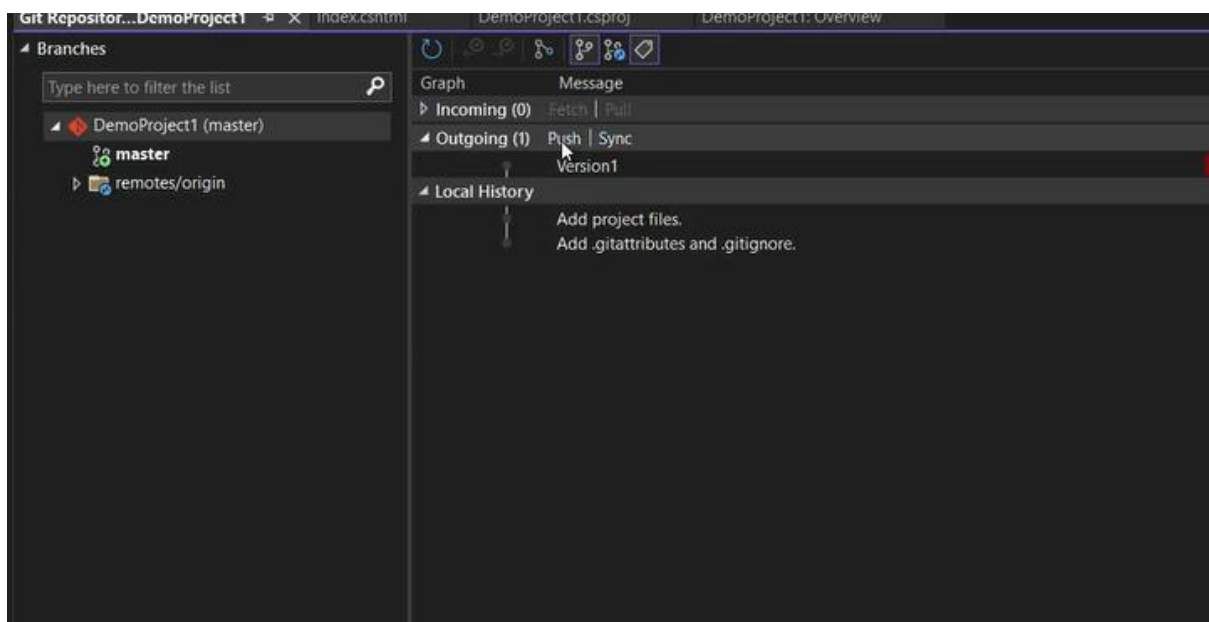 Git Repositor...DemoProject1 Index.cshtml DemoProject1.csproj DemoProject1: Overview
Branches
Type here to filter the list
DemoProject1 (master)
master
remotes/origin
Graph Message
Incoming (0) Fetch | Pull
Outgoing (1) Push | Sync
Version1
Local History
Add project files.
Add .gitattributes and .gitignore.